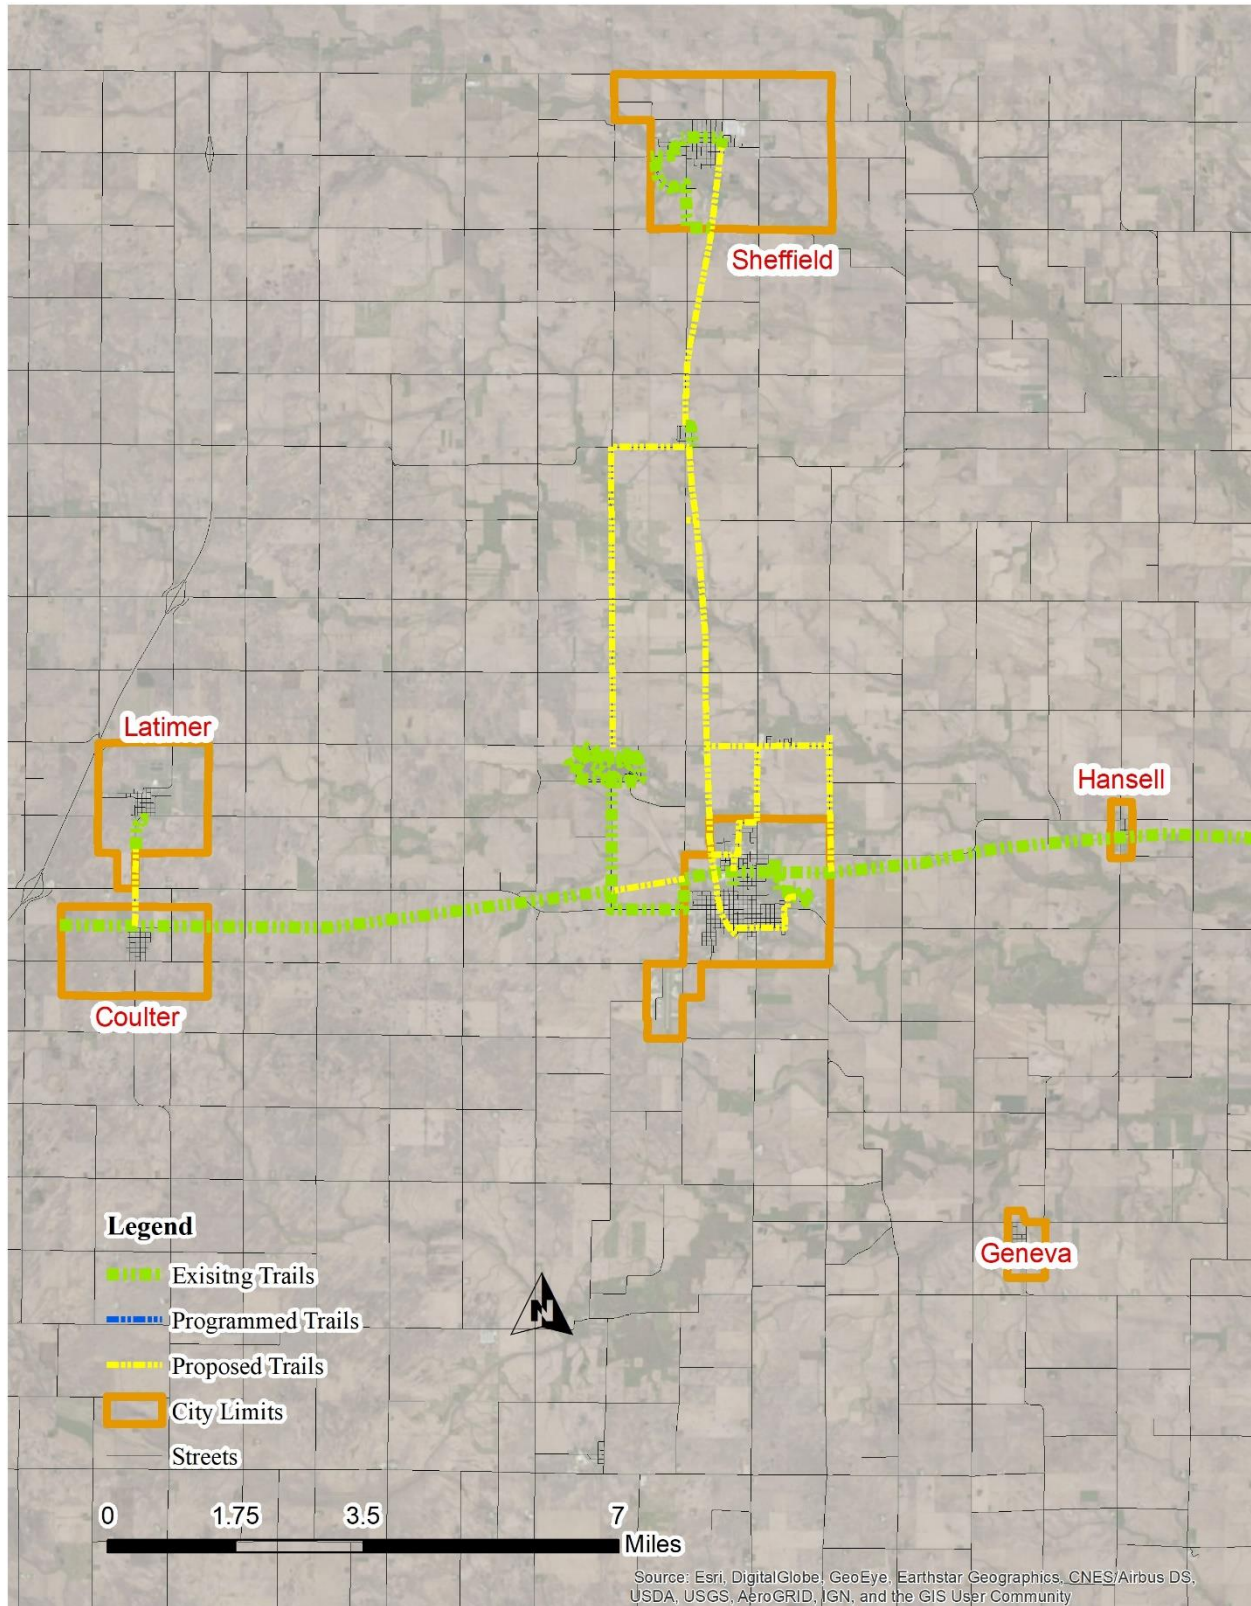 Sheffield
Latimer
Hansell
Coulter
Geneva
Legend
Exisitng Trails
Programmed Trails
Proposed Trails
City Limits
Streets
N
0 1.75 3.5 7
Miles
Source: Esri, DigitalGlobe, GeoEye, Earthstar Geographics, CNES/Airbus DS,
USDA, USGS, AeroGRID, IGN, and the GIS User Community